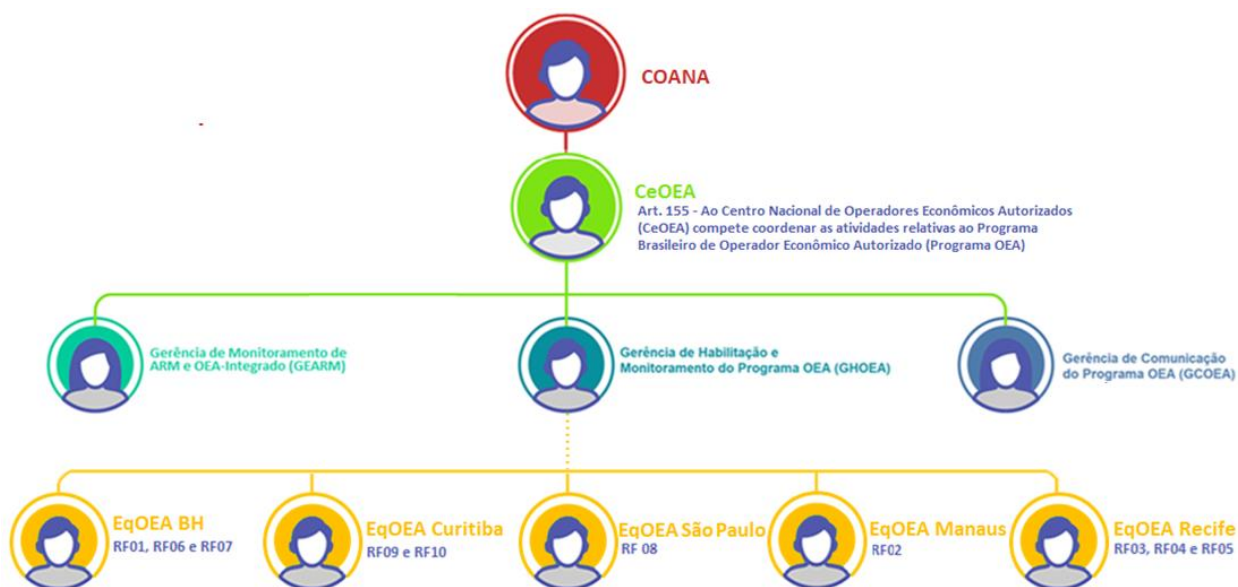 COANA
CeOEA
Art. 155 - Ao Centro Nacional de Operadores Econômicos Autorizados
(CeOEA) compete coordenar as atividades relativas ao Programa
Brasileiro de Operador Econômico Autorizado (Programa OEA)
Gerência de Monitoramento de
ARM e OEA-Integrado (GEARM)
Gerência de Habilitação e
Monitoramento do Programa OEA (GHOEA)
Gerência de Comunicação
do Programa OEA (GCOEA)
EqOEA BH
RF01, RF06 e RF07
EqOEA Curitiba
RF09 e RF10
EqOEA São Paulo
RF 08
EqOEA Manaus
RF02
EqOEA Recife
RF03, RF04 e RF05